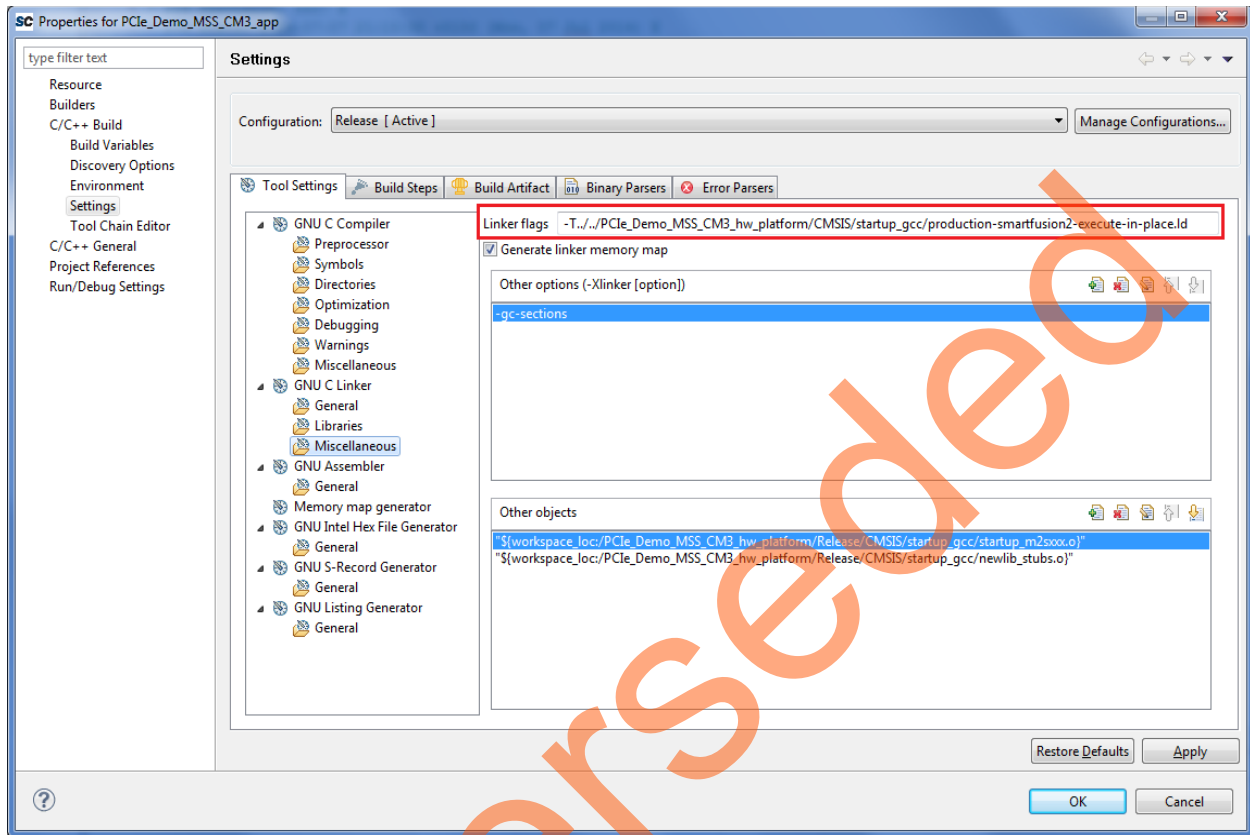 SC Properties for PCIe_Demo_MSS_CM3_app
type filter text
Resource
Builders
C/C++ Build
Build Variables
Discovery Options
Environment
Settings
Tool Chain Editor
C/C++ General
Project References
Run/Debug Settings
Settings
Configuration: Release [ Active ]
Manage Configurations...
Tool Settings Build Steps Build Artifact Binary Parsers Error Parsers
GNU C Compiler
Preprocessor
Symbols
Directories
Optimization
Debugging
Warnings
Miscellaneous
GNU C Linker
General
Libraries
Miscellaneous
GNU Assembler
General
Memory map generator
GNU Intel Hex File Generator
General
GNU S-Record Generator
General
GNU Listing Generator
General
Linker flags -T../../PCIe_Demo_MSS_CM3_hw_platform/CMSIS/startup_gcc/production-smartfusion2-execute-in-place.ld
Generate linker memory map
Other options (-Xlinker [option])
-gc-sections
Other objects
"${workspace_loc:/PCIe_Demo_MSS_CM3_hw_platform/Release/CMSIS/startup_gcc/startup_m2sxxx.o}"
"${workspace_loc:/PCIe_Demo_MSS_CM3_hw_platform/Release/CMSIS/startup_gcc/newlib_stubs.o}"
Restore Defaults Apply
OK Cancel
erseded